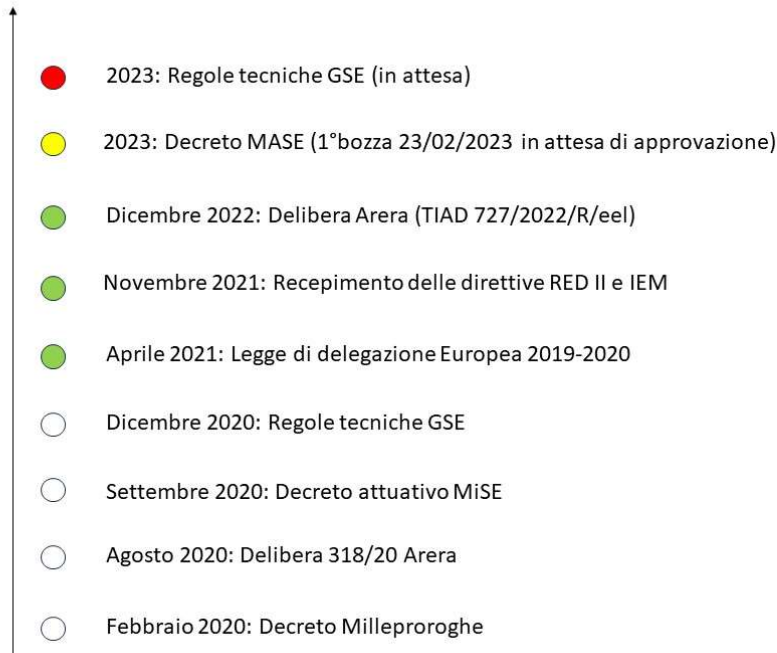 2023: Regole tecniche GSE (in attesa)
2023: Decreto MASE (1°bozza 23/02/2023 in attesa di approvazione)
Dicembre 2022: Delibera Arera (TIAD 727/2022/R/eel)
Novembre 2021: Recepimento delle direttive RED II e IEM
Aprile 2021: Legge di delegazione Europea 2019-2020
Dicembre 2020: Regole tecniche GSE
Settembre 2020: Decreto attuativo MiSE
Agosto 2020: Delibera 318/20 Arera
Febbraio 2020: Decreto Milleproroghe